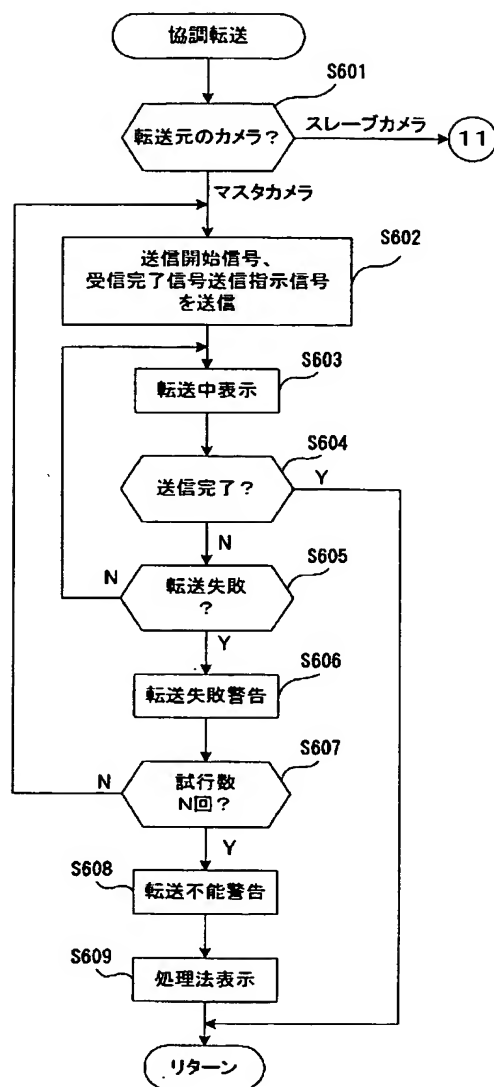 協調転送
S601
転送元のカメラ?
スレーブカメラ
11
マスタカメラ
S602
送信開始信号、
受信完了信号送信指示信号
を送信
S603
転送中表示
S604
送信完了?
Y
N
S605
転送失敗
?
N
Y
S606
転送失敗警告
S607
試行数
N回?
N
Y
S608
転送不能警告
S609
処理法表示
リターン